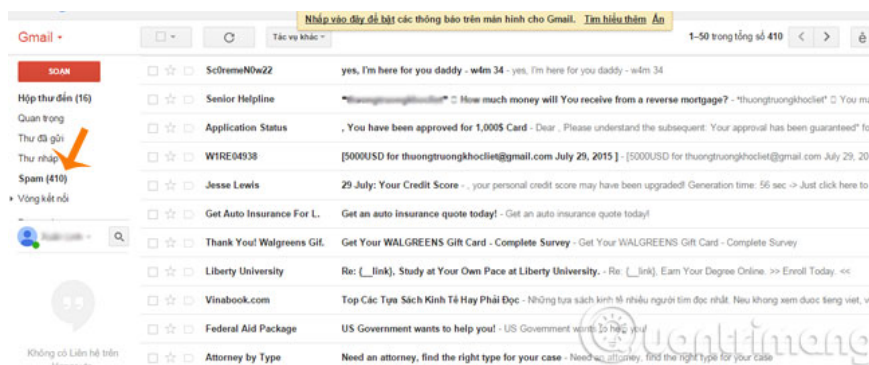 Nhấp vào đây để bật các thông báo trên màn hình cho Gmail. Tìm hiểu thêm Ẩn
Gmail
Tác vụ khác
1–50 trong tổng số 410
SOẠN
Hộp thư đến (16)
Quan trọng
Thư đã gửi
Thư nháp
Spam (410)
Vòng kết nối
Sc0remeN0w22 yes, I'm here for you daddy - w4m 34 - yes, I'm here for you daddy - w4m 34
Senior Helpline How much money will You receive from a reverse mortgage? - "thuongtruongkhocliet" You ma
Application Status , You have been approved for 1,000$ Card - Dear , Please understand the subsequent: Your approval has been guaranteed* fo
W1RE04938 [5000USD for thuongtruongkhocliet@gmail.com July 29, 2015 ] - [5000USD for thuongtruongkhocliet@gmail.com July 29, 20
Jesse Lewis 29 July: Your Credit Score - , your personal credit score may have been upgraded! Generation time: 56 sec -> Just click here to
Get Auto Insurance For L. Get an auto insurance quote today! - Get an auto insurance quote today!
Thank You! Walgreens Gif. Get Your WALGREENS Gift Card - Complete Survey - Get Your WALGREENS Gift Card - Complete Survey
Liberty University Re: {__link}, Study at Your Own Pace at Liberty University. - Re: {__link}, Earn Your Degree Online. >> Enroll Today. <<
Vinabook.com Top Các Tựa Sách Kinh Tế Hay Phải Đọc - Những tựa sách kinh tế nhiều người tìm đọc nhất. Neu khong xem duoc tieng viet, v
Federal Aid Package US Government wants to help you! - US Government wants to help you!
Attorney by Type Need an attorney, find the right type for your case - Need an attorney, find the right type for your case
Không có Liên hệ trên
Quantrimang